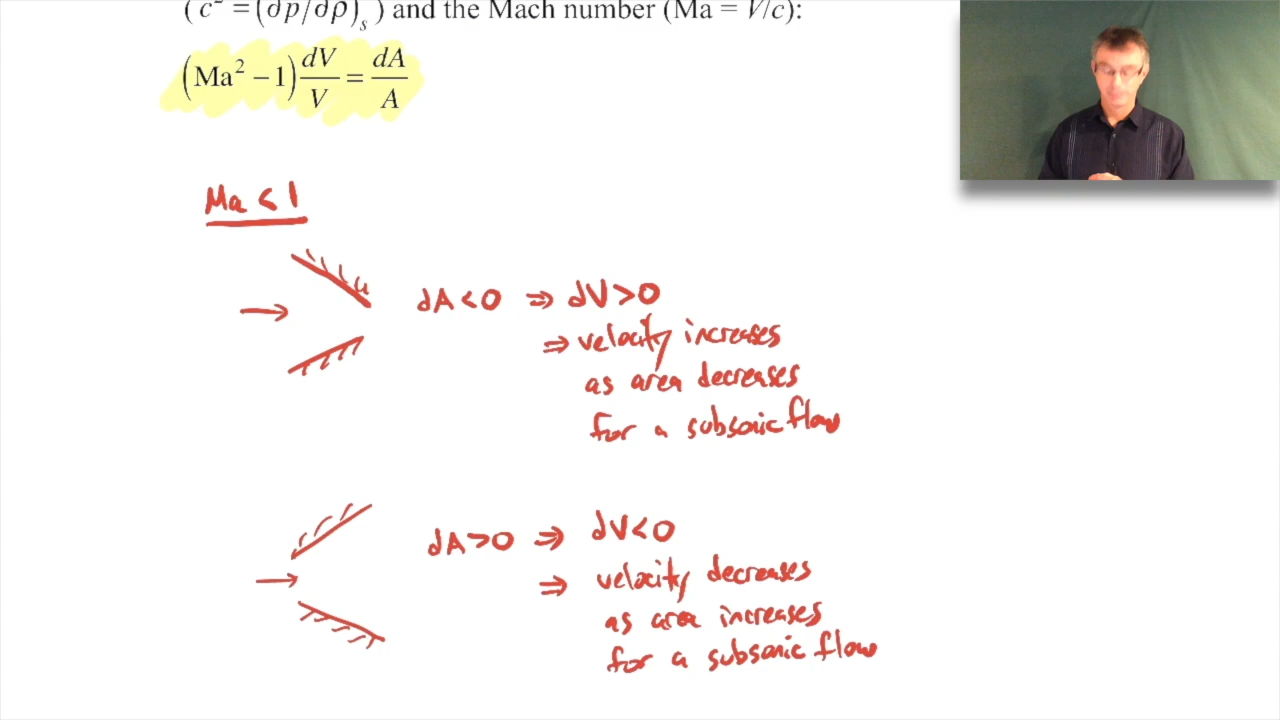 ( c² = (∂p/∂ρ)ₛ ) and the Mach number (Ma = V/c):
(Ma² − 1) dV/V = dA/A
Ma < 1
dA < 0 ⇒ dV > 0
⇒ velocity increases
as area decreases
for a subsonic flow
dA > 0 ⇒ dV < 0
⇒ velocity decreases
as area increases
for a subsonic flow